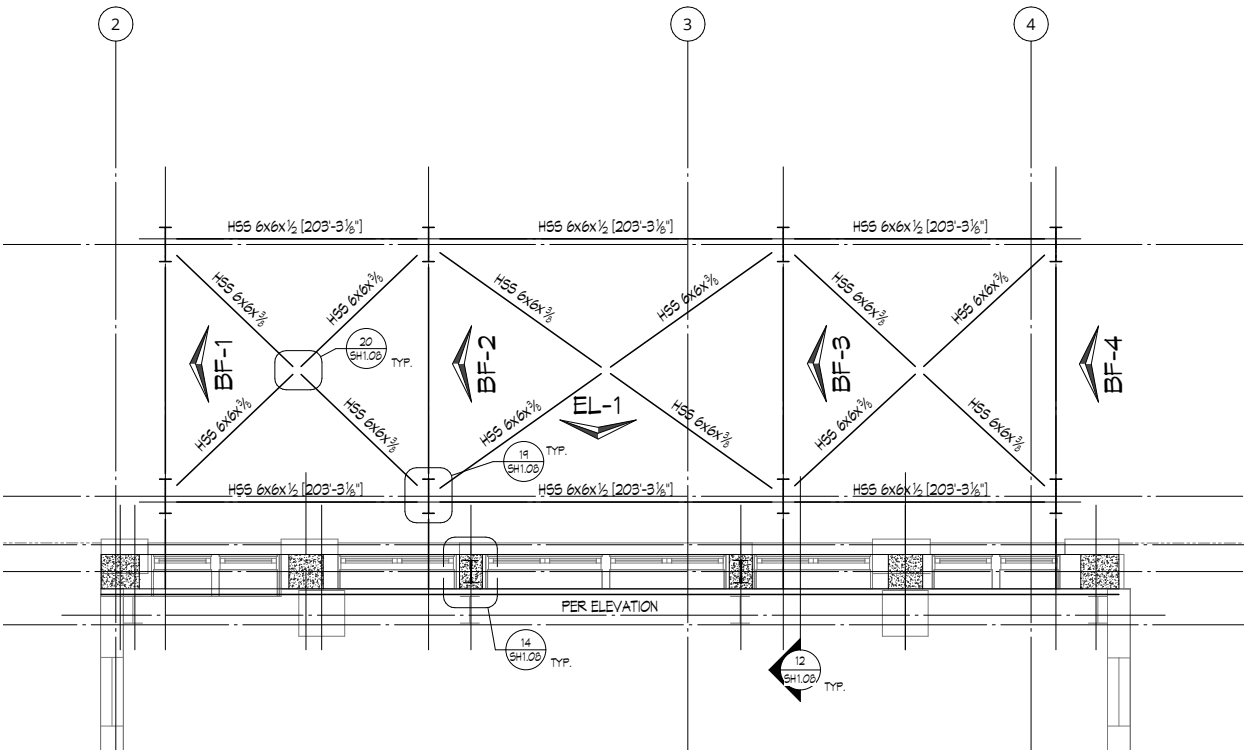 2
3
4
HSS 6x6x½ [203'-3⅛"]
HSS 6x6x½ [203'-3⅛"]
HSS 6x6x½ [203'-3⅛"]
HSS 6x6x⅜
HSS 6x6x⅜
HSS 6x6x⅜
HSS 6x6x⅜
HSS 6x6x⅜
HSS 6x6x⅜
BF-1
20
SH1.08
TYP.
BF-2
BF-3
BF-4
EL-1
HSS 6x6x⅜
HSS 6x6x⅜
HSS 6x6x⅜
HSS 6x6x⅜
HSS 6x6x⅜
HSS 6x6x⅜
19
SH1.08
TYP.
HSS 6x6x½ [203'-3⅛"]
HSS 6x6x½ [203'-3⅛"]
HSS 6x6x½ [203'-3⅛"]
PER ELEVATION
14
SH1.08
TYP.
12
SH1.08
TYP.